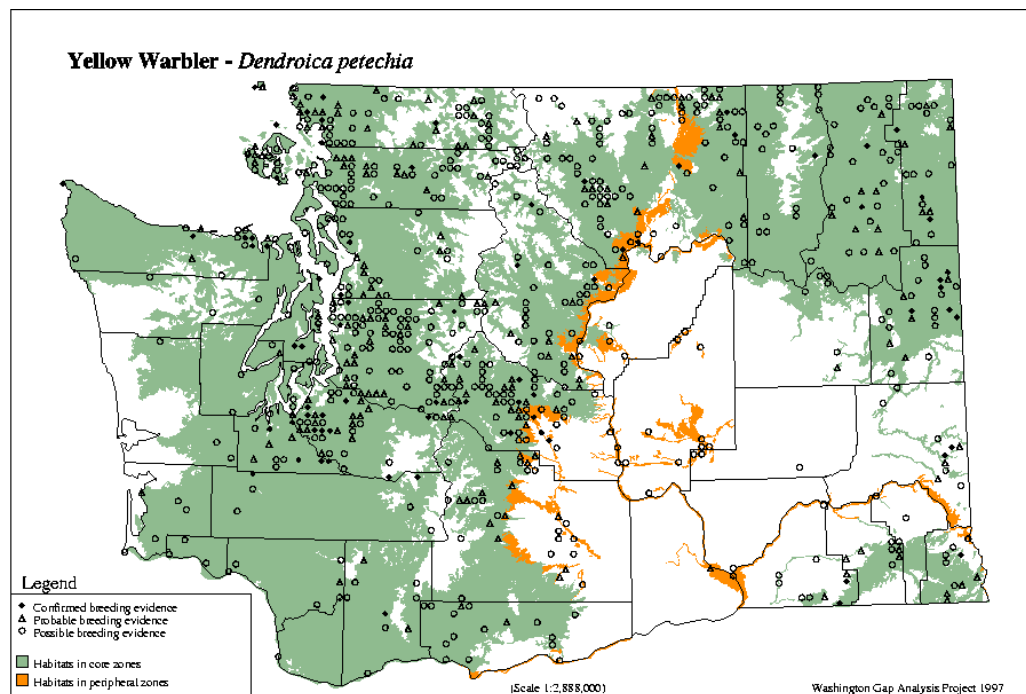 Yellow Warbler - Dendroica petechia
Legend
Confirmed breeding evidence
Probable breeding evidence
Possible breeding evidence
Habitats in core zones
Habitats in peripheral zones
(Scale 1:2,888,000)
Washington Gap Analysis Project 1997